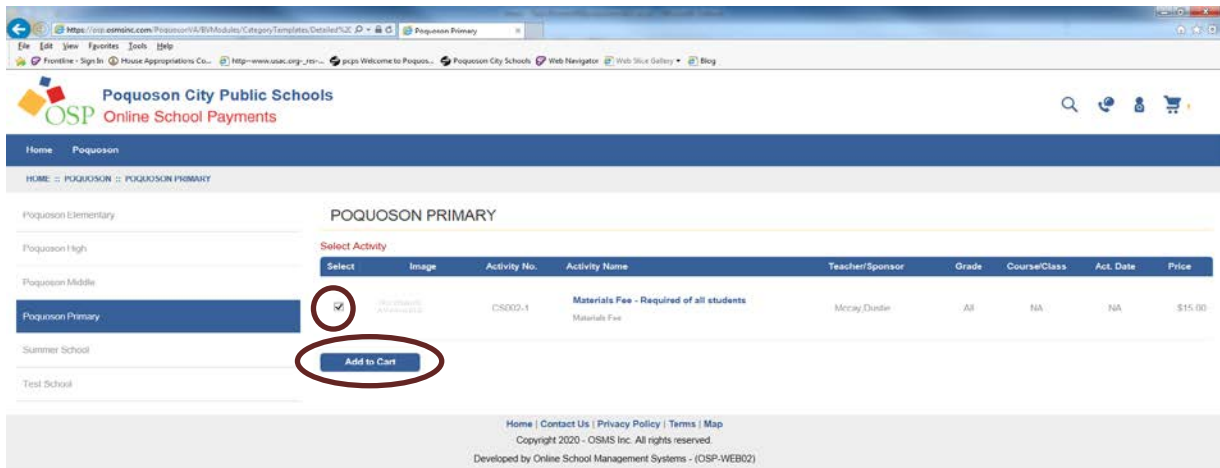 Poquoson Primary
File Edit View Favorites Tools Help
Frontline - Sign In House Appropriations Co... http--www.usac.org-_res-... pcps Welcome to Poquos... Poquoson City Schools Web Navigator Web Slice Gallery Blog
Poquoson City Public Schools
OSP Online School Payments
Home Poquoson
HOME :: POQUOSON :: POQUOSON PRIMARY
Poquoson Elementary
Poquoson High
Poquoson Middle
Poquoson Primary
Summer School
Test School
POQUOSON PRIMARY
Select Activity
Select Image Activity No. Activity Name Teacher/Sponsor Grade Course/Class Act. Date Price
CS002-1 Materials Fee - Required of all students Mccay,Dustie All NA NA $15.00
Materials Fee
Add to Cart
Home | Contact Us | Privacy Policy | Terms | Map
Copyright 2020 - OSMS Inc. All rights reserved.
Developed by Online School Management Systems - (OSP-WEB02)